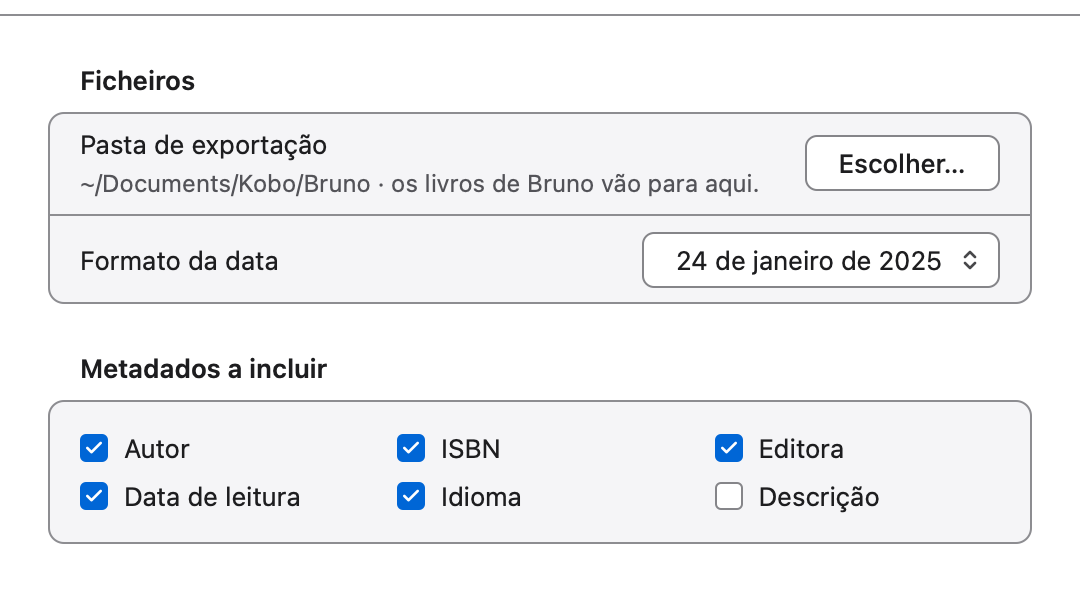 Ficheiros
Pasta de exportação
~/Documents/Kobo/Bruno · os livros de Bruno vão para aqui.
Escolher...
Formato da data
24 de janeiro de 2025
Metadados a incluir
Autor
ISBN
Editora
Data de leitura
Idioma
Descrição